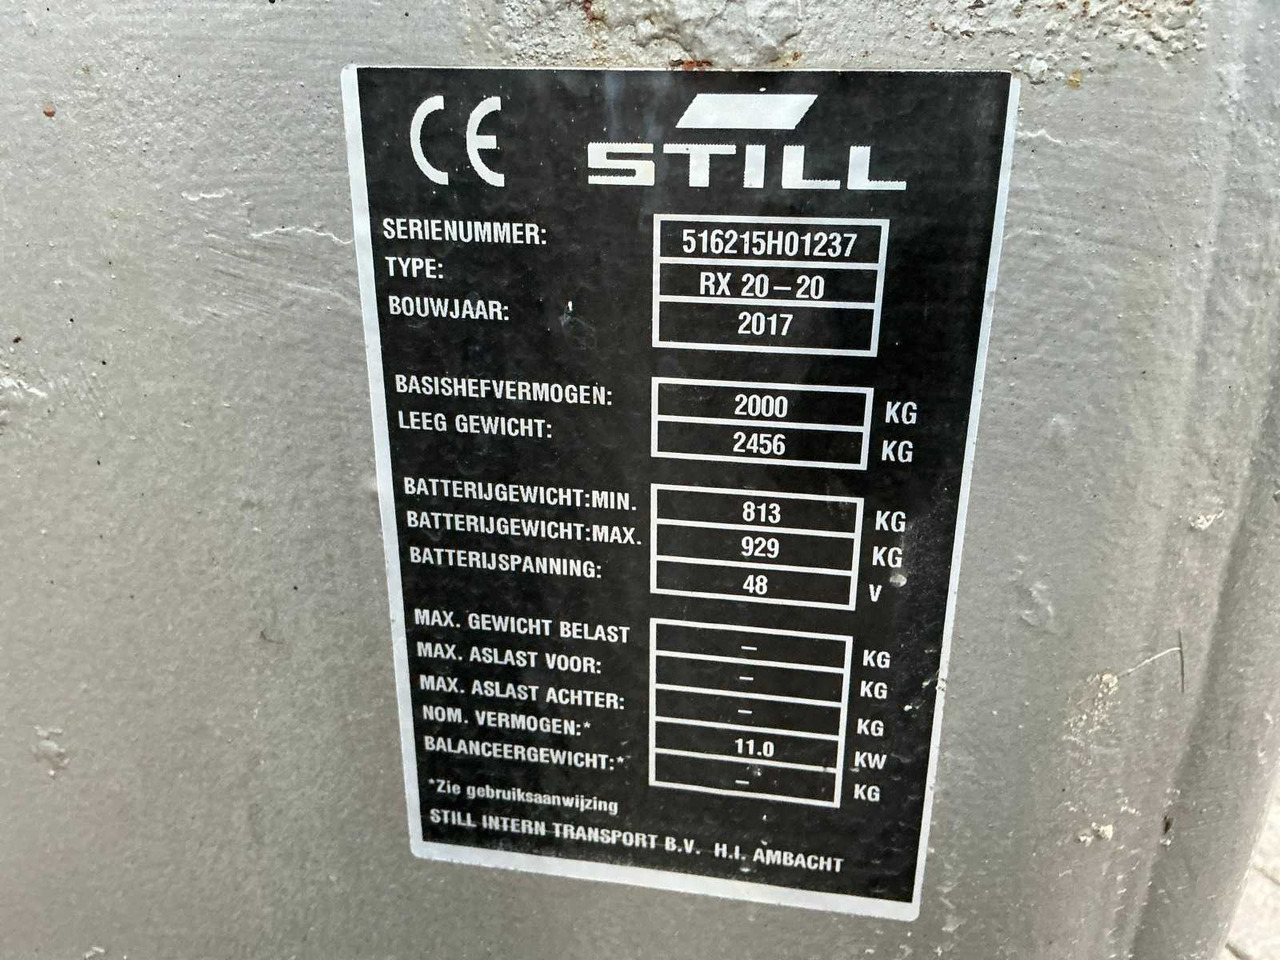 CE STILL
SERIENUMMER: 516215H01237
TYPE: RX 20-20
BOUWJAAR: 2017
BASISHEFVERMOGEN: 2000 KG
LEEG GEWICHT: 2456 KG
BATTERIJGEWICHT:MIN. 813 KG
BATTERIJGEWICHT:MAX. 929 KG
BATTERIJSPANNING: 48 V
MAX. GEWICHT BELAST – KG
MAX. ASLAST VOOR: – KG
MAX. ASLAST ACHTER: – KG
NOM. VERMOGEN:* 11.0 KW
BALANCEERGEWICHT:* – KG
*Zie gebruiksaanwijzing
STILL INTERN TRANSPORT B.V. H.I. AMBACHT